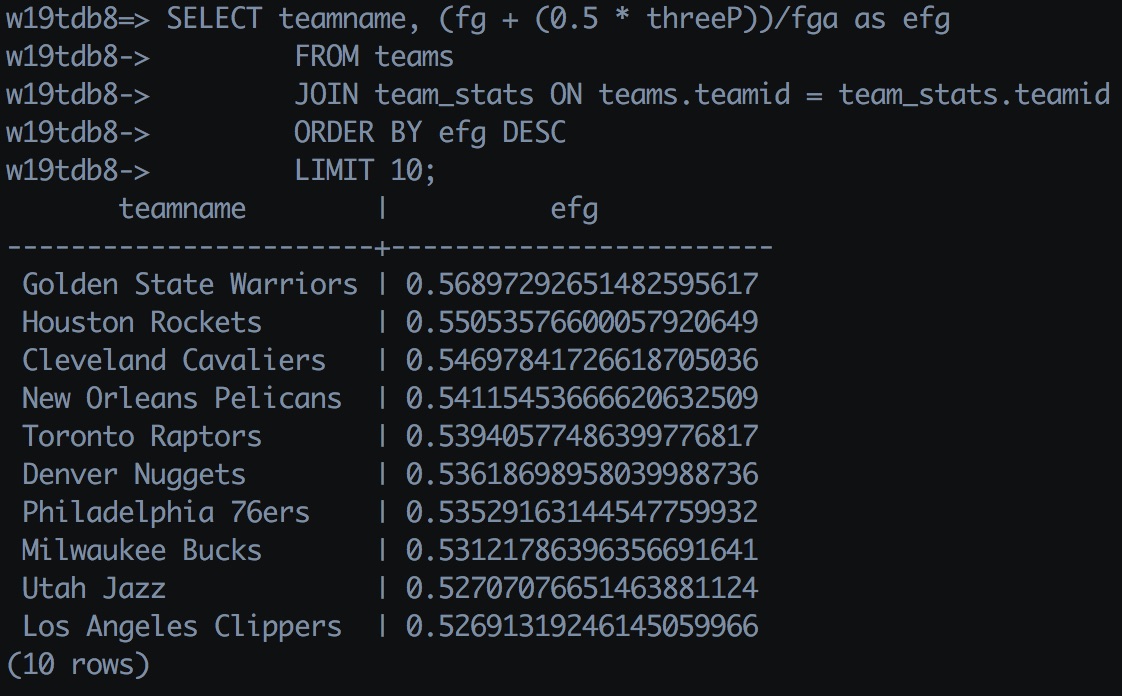 w19tdb8=> SELECT teamname, (fg + (0.5 * threeP))/fga as efg
w19tdb8->         FROM teams
w19tdb8->         JOIN team_stats ON teams.teamid = team_stats.teamid
w19tdb8->         ORDER BY efg DESC
w19tdb8->         LIMIT 10;
       teamname        |          efg
-----------------------+------------------------
 Golden State Warriors | 0.56897292651482595617
 Houston Rockets       | 0.55053576600057920649
 Cleveland Cavaliers   | 0.54697841726618705036
 New Orleans Pelicans  | 0.54115453666620632509
 Toronto Raptors       | 0.53940577486399776817
 Denver Nuggets        | 0.53618698958039988736
 Philadelphia 76ers    | 0.53529163144547759932
 Milwaukee Bucks       | 0.53121786396356691641
 Utah Jazz             | 0.52707076651463881124
 Los Angeles Clippers  | 0.52691319246145059966
(10 rows)